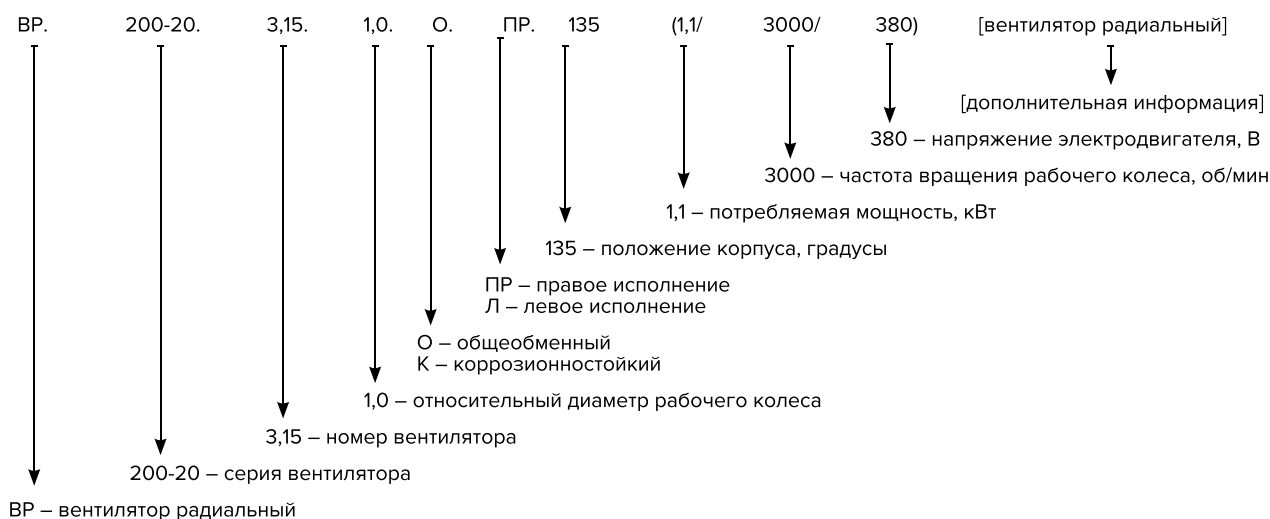 ВР. 200-20. 3,15. 1,0. О. ПР. 135 (1,1/ 3000/ 380) [вентилятор радиальный]
[дополнительная информация]
380 – напряжение электродвигателя, В
3000 – частота вращения рабочего колеса, об/мин
1,1 – потребляемая мощность, кВт
135 – положение корпуса, градусы
ПР – правое исполнение
Л – левое исполнение
О – общеобменный
К – коррозионностойкий
1,0 – относительный диаметр рабочего колеса
3,15 – номер вентилятора
200-20 – серия вентилятора
ВР – вентилятор радиальный